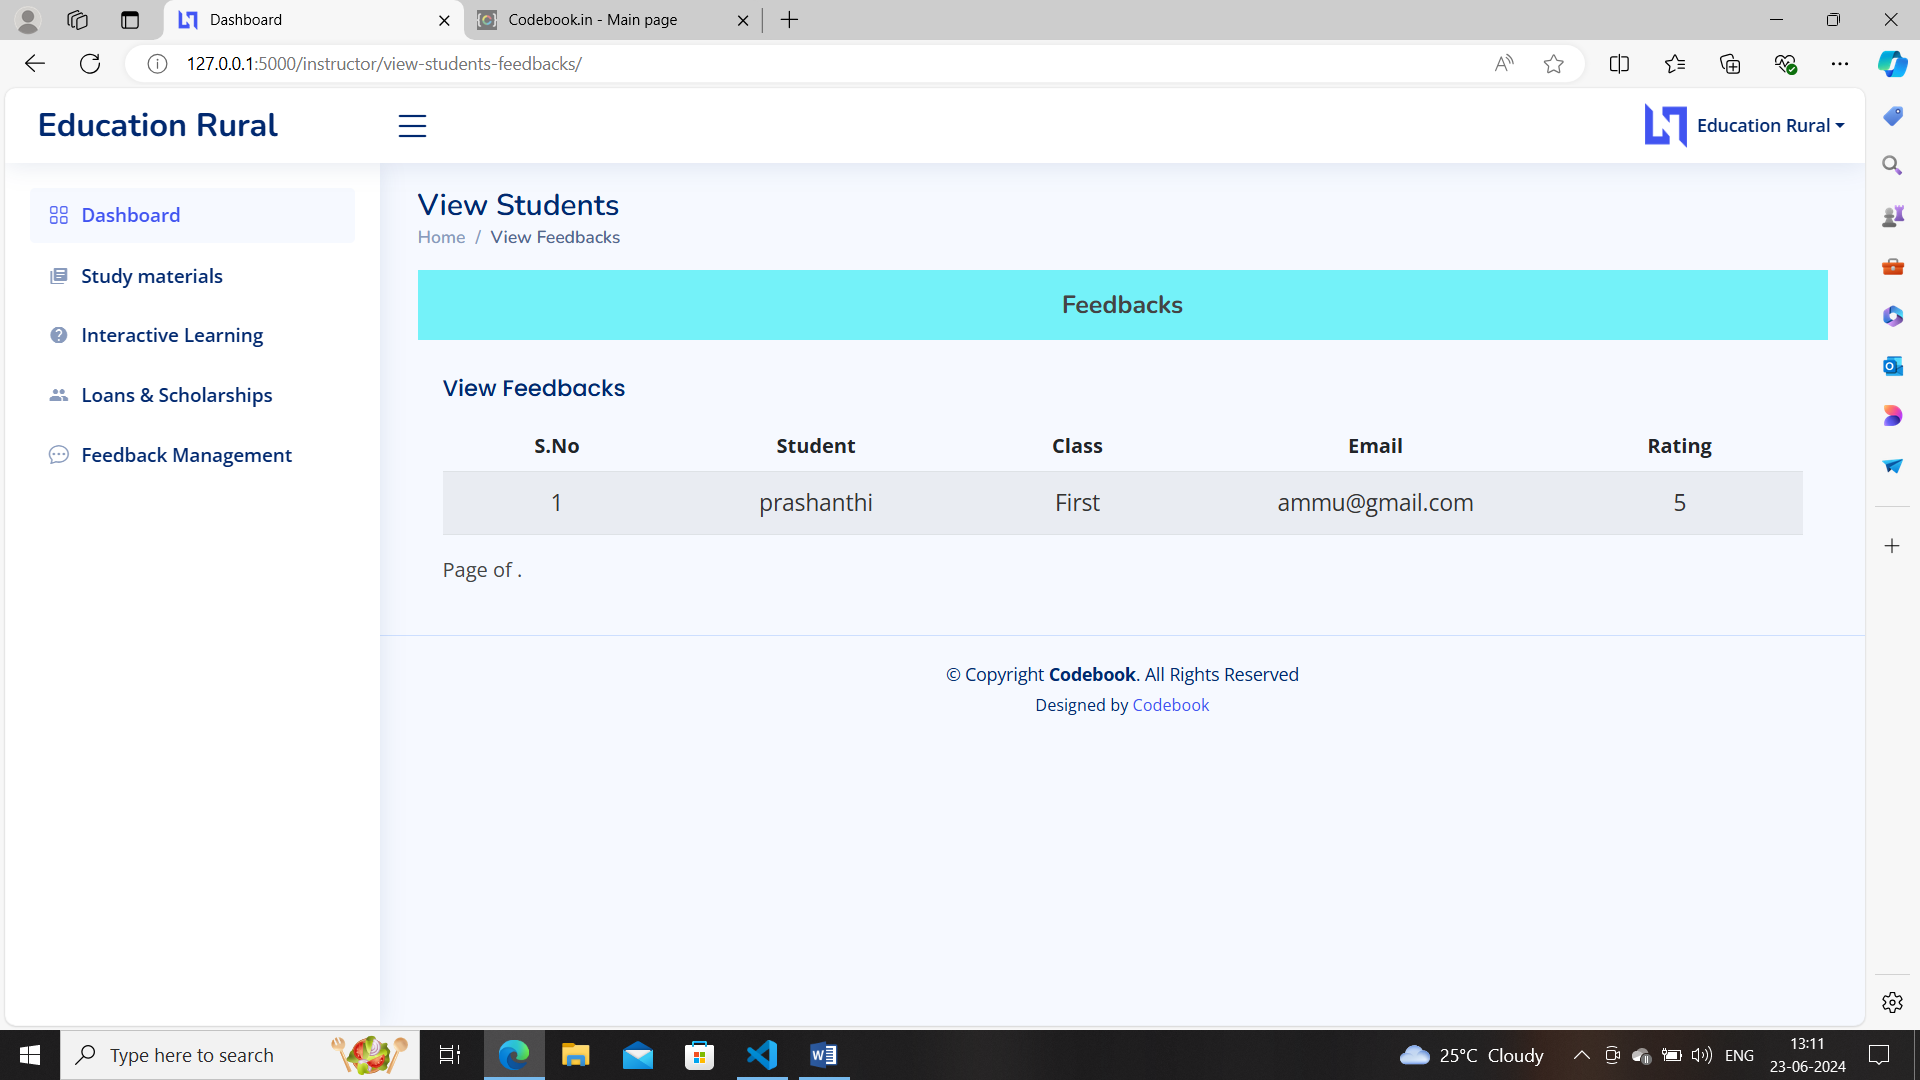 Dashboard
Codebook.in - Main page
127.0.0.1:5000/instructor/view-students-feedbacks/
Education Rural
Education Rural
Dashboard
Study materials
Interactive Learning
Loans & Scholarships
Feedback Management
View Students
Home / View Feedbacks
Feedbacks
View Feedbacks
S.No Student Class Email Rating
1 prashanthi First ammu@gmail.com 5
Page of .
© Copyright Codebook. All Rights Reserved
Designed by Codebook
Type here to search
25°C Cloudy
ENG
13:11
23-06-2024